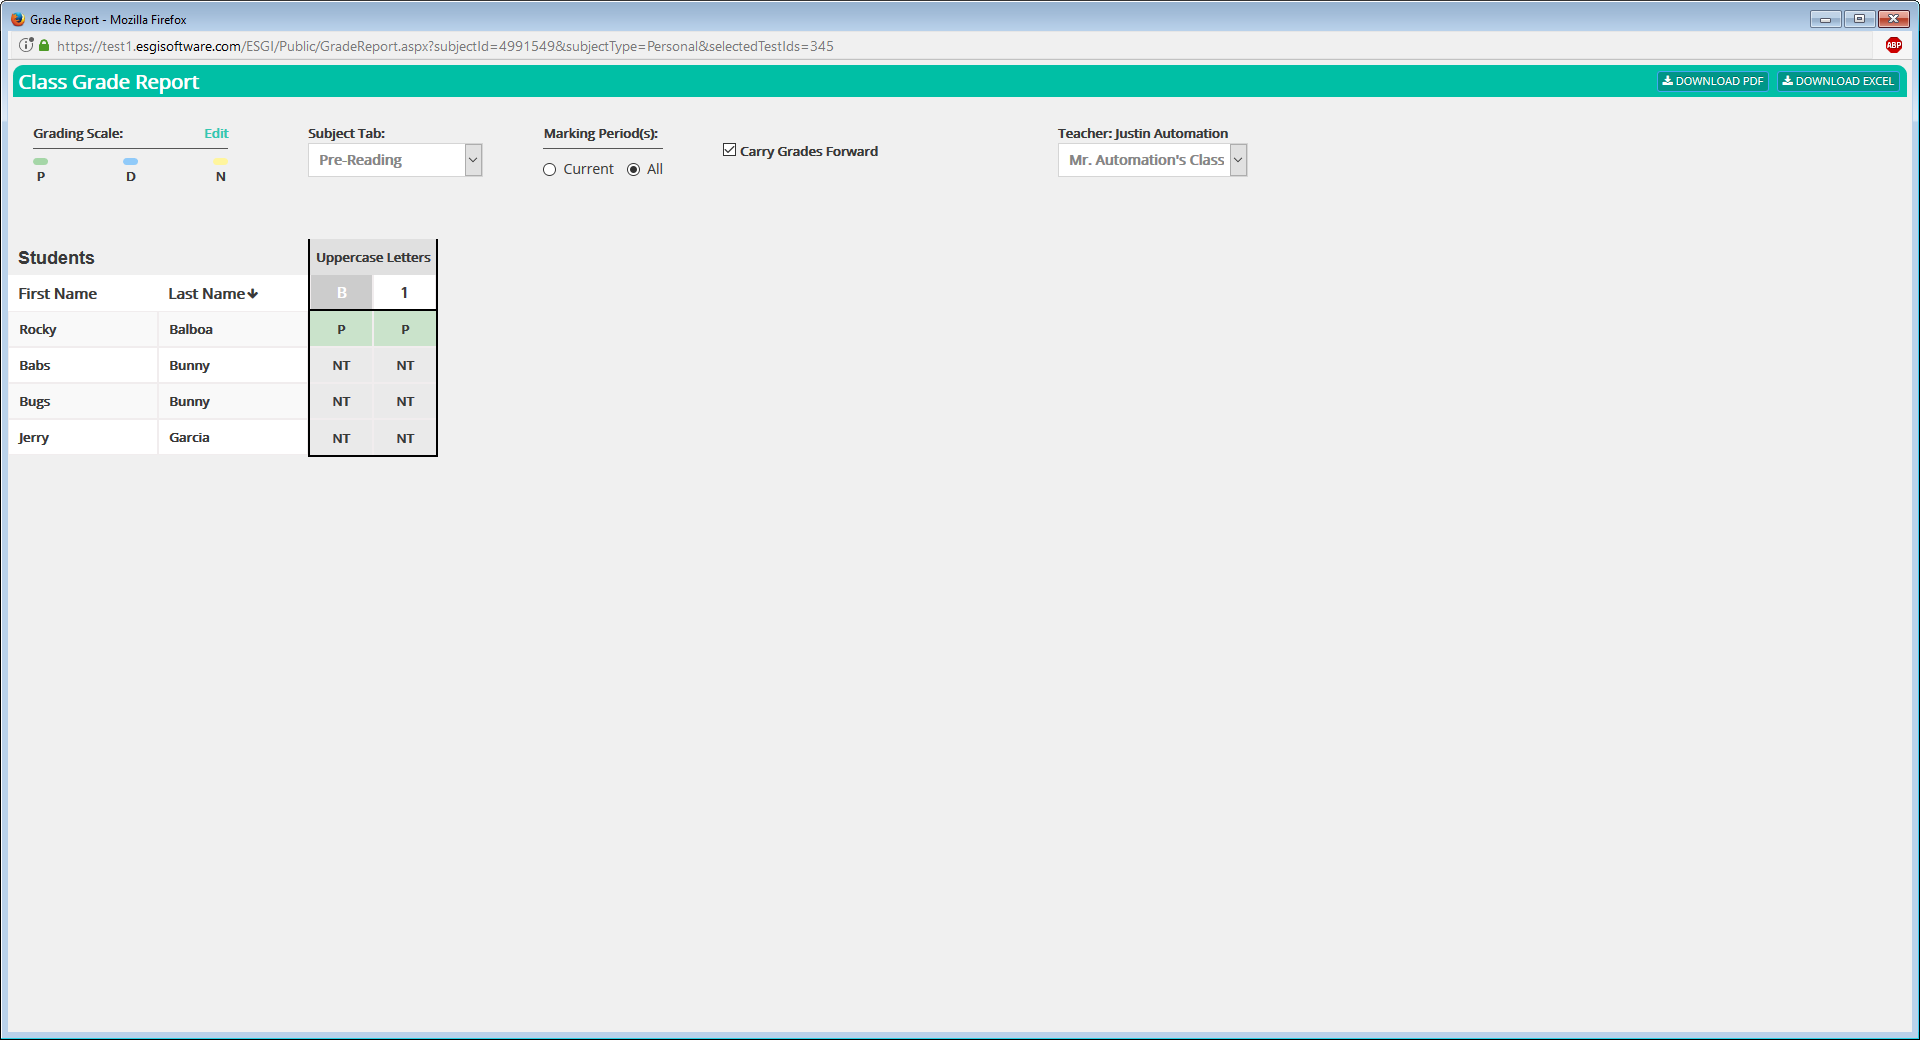 Grade Report - Mozilla Firefox
https://test1.esgisoftware.com/ESGI/Public/GradeReport.aspx?subjectId=4991549&subjectType=Personal&selectedTestIds=345
ABP
Class Grade Report
DOWNLOAD PDF
DOWNLOAD EXCEL
Grading Scale: Edit
P D N
Subject Tab:
Pre-Reading
Marking Period(s):
Current All
Carry Grades Forward
Teacher: Justin Automation
Mr. Automation's Class
Students Uppercase Letters
First Name Last Name B 1
Rocky Balboa P P
Babs Bunny NT NT
Bugs Bunny NT NT
Jerry Garcia NT NT